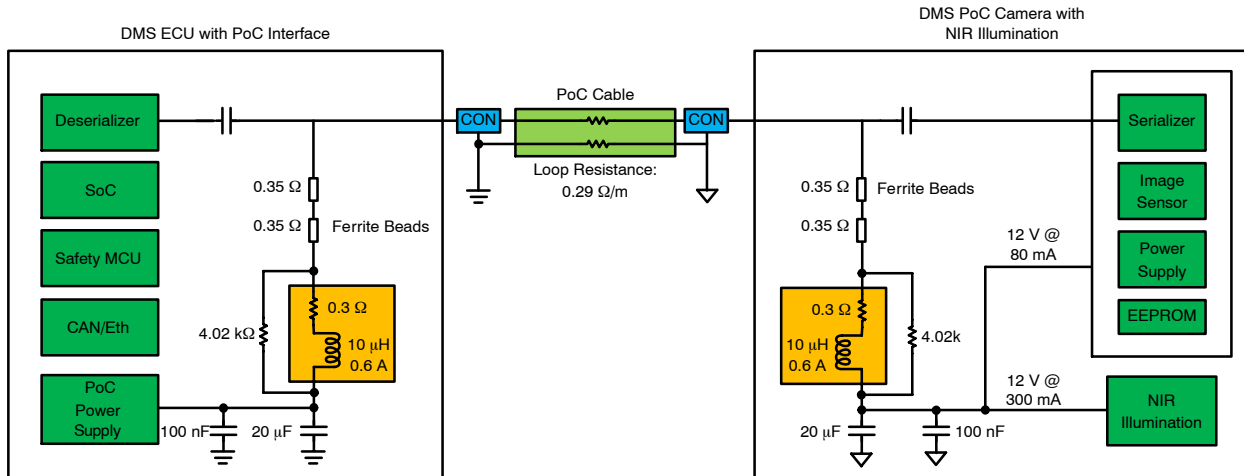 DMS ECU with PoC Interface
Deserializer
SoC
Safety MCU
CAN/Eth
PoC
Power
Supply
0.35 Ω
0.35 Ω
Ferrite Beads
4.02 kΩ
0.3 Ω
10 μH
0.6 A
100 nF
20 μF
PoC Cable
CON
CON
Loop Resistance:
0.29 Ω/m
DMS PoC Camera with
NIR Illumination
0.35 Ω
Ferrite Beads
0.35 Ω
0.3 Ω
10 μH
0.6 A
4.02k
20 μF
100 nF
12 V @
80 mA
12 V @
300 mA
Serializer
Image
Sensor
Power
Supply
EEPROM
NIR
Illumination